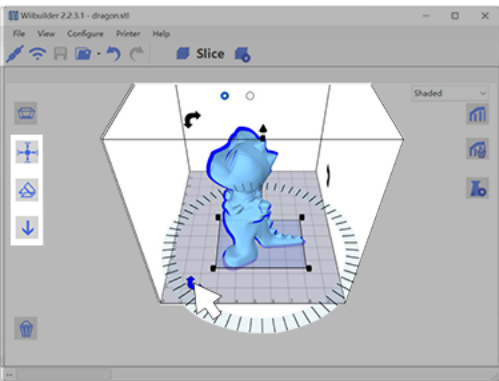 Wiibuilder 2.2.3.1 - dragon.stl
File View Configure Printer Help
Slice
Shaded